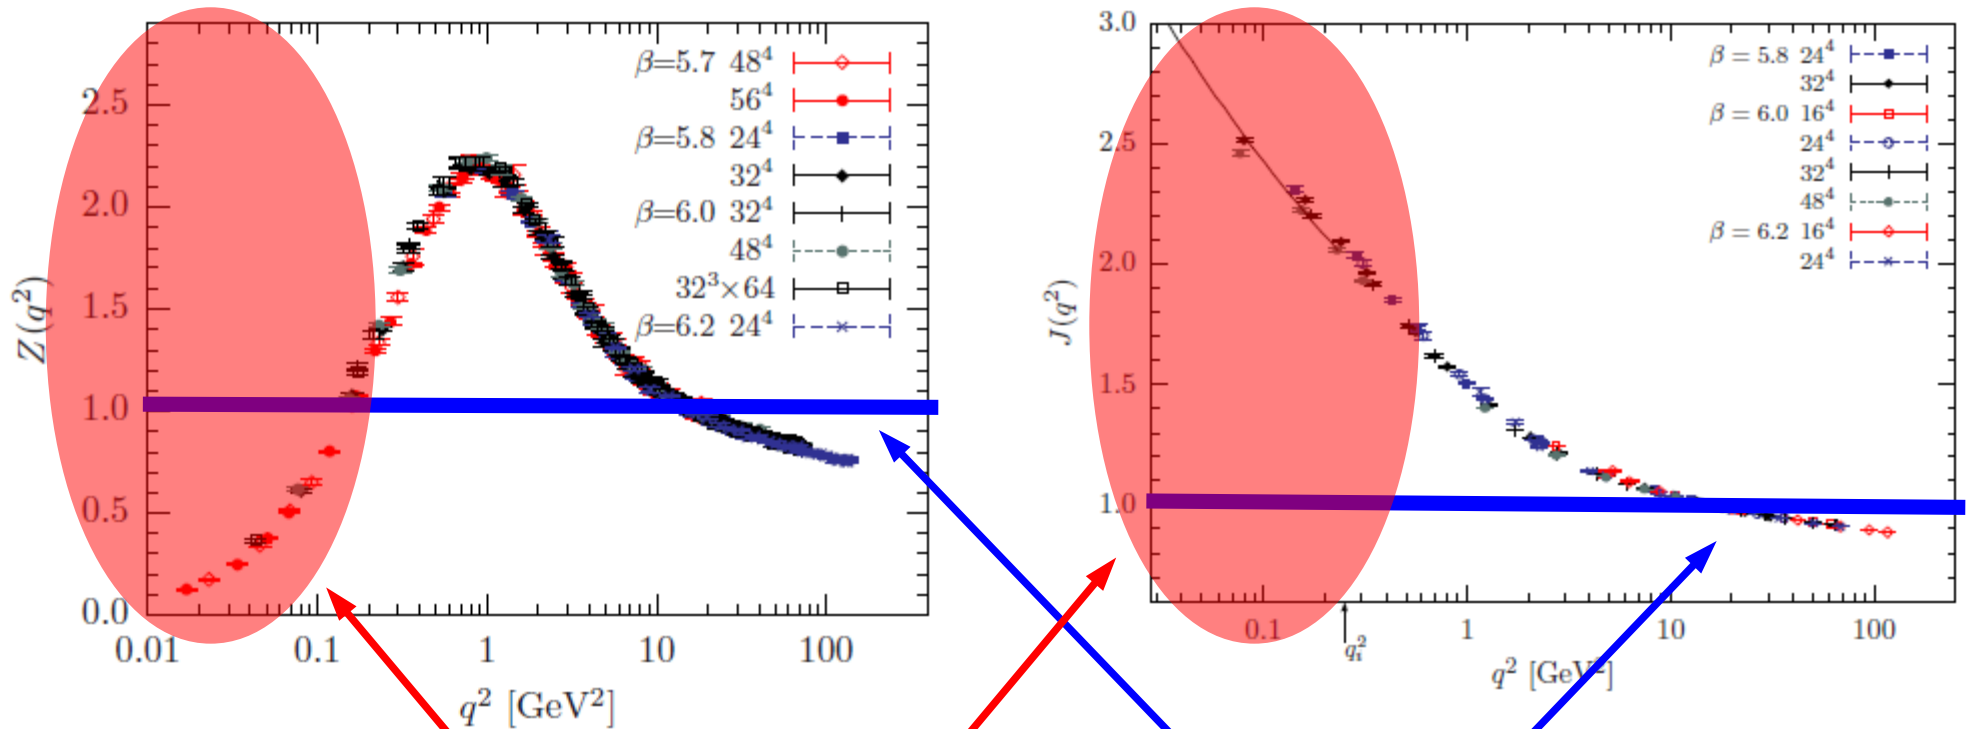 β=5.7 48⁴
56⁴
β=5.8 24⁴
32⁴
β=6.0 32⁴
48⁴
32³×64
β=6.2 24⁴
2.5
2.0
1.5
1.0
0.5
0.0
Z(q²)
0.01 0.1 1 10 100
q² [GeV²]
β = 5.8 24⁴
32⁴
β = 6.0 16⁴
24⁴
32⁴
48⁴
β = 6.2 16⁴
24⁴
3.0
2.5
2.0
1.5
1.0
J(q²)
0.1 1 10 100
qᵢ²
q² [GeV²]